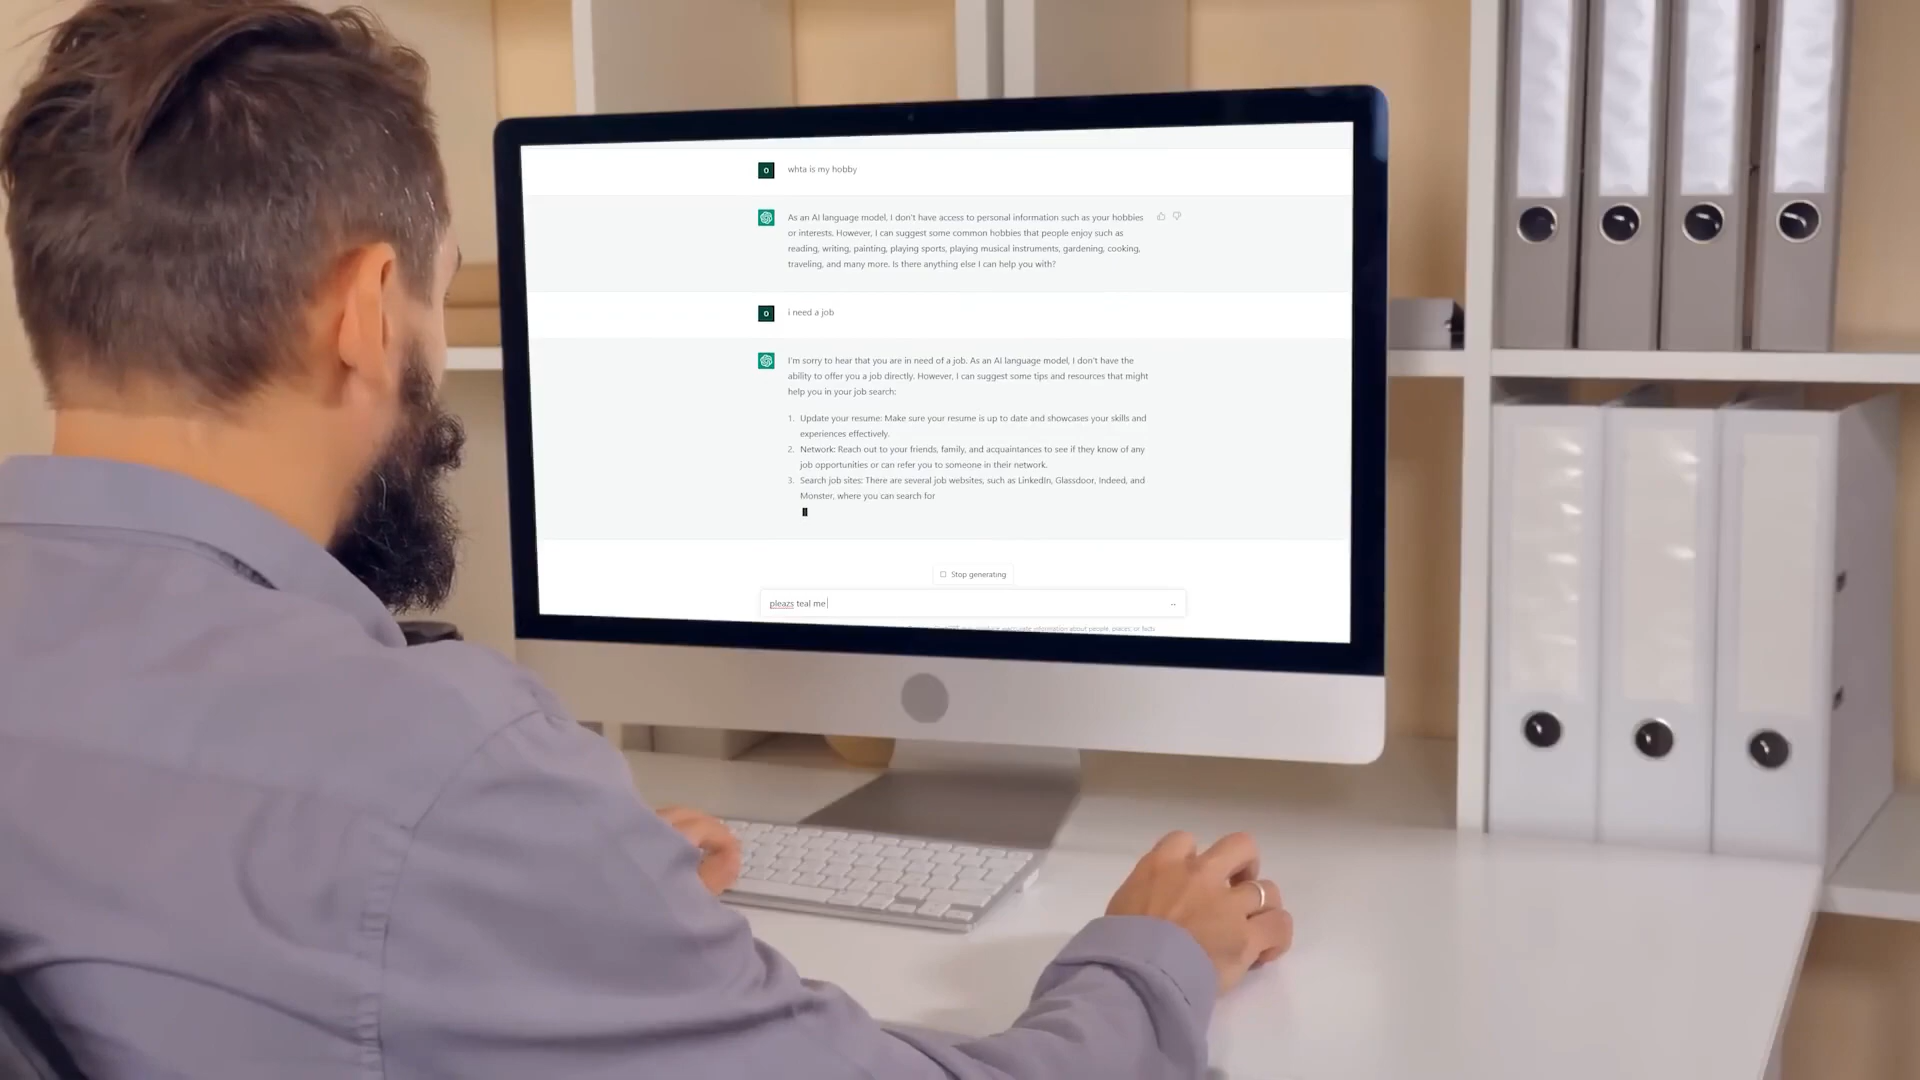 whta is my hobby
As an AI language model, I don't have access to personal information such as your hobbies
or interests. However, I can suggest some common hobbies that people enjoy such as
reading, writing, painting, playing sports, playing musical instruments, gardening, cooking,
traveling, and many more. Is there anything else I can help you with?
i need a job
I'm sorry to hear that you are in need of a job. As an AI language model, I don't have the
ability to offer you a job directly. However, I can suggest some tips and resources that might
help you in your job search:
1. Update your resume: Make sure your resume is up to date and showcases your skills and
experiences effectively.
2. Network: Reach out to your friends, family, and acquaintances to see if they know of any
job opportunities or can refer you to someone in their network.
3. Search job sites: There are several job websites, such as LinkedIn, Glassdoor, Indeed, and
Monster, where you can search for
Stop generating
pleazs teal me
information about people, places or facts